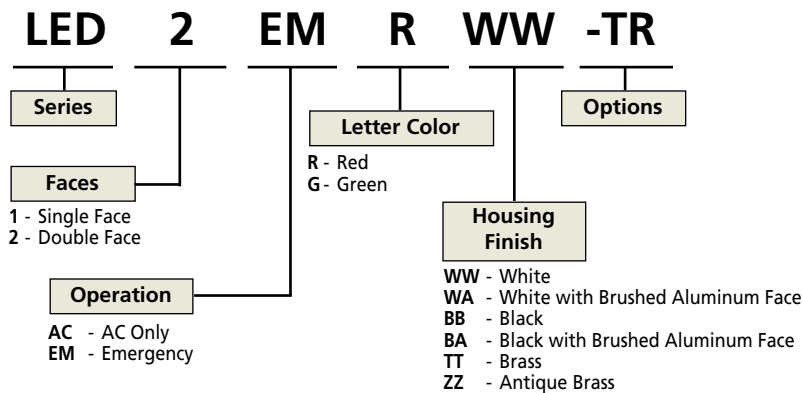 LED 2 EM R WW -TR
Series
Options
Letter Color
R - Red
G - Green
Faces
1 - Single Face
2 - Double Face
Housing
Finish
WW - White
WA - White with Brushed Aluminum Face
BB - Black
BA - Black with Brushed Aluminum Face
TT - Brass
ZZ - Antique Brass
Operation
AC - AC Only
EM - Emergency